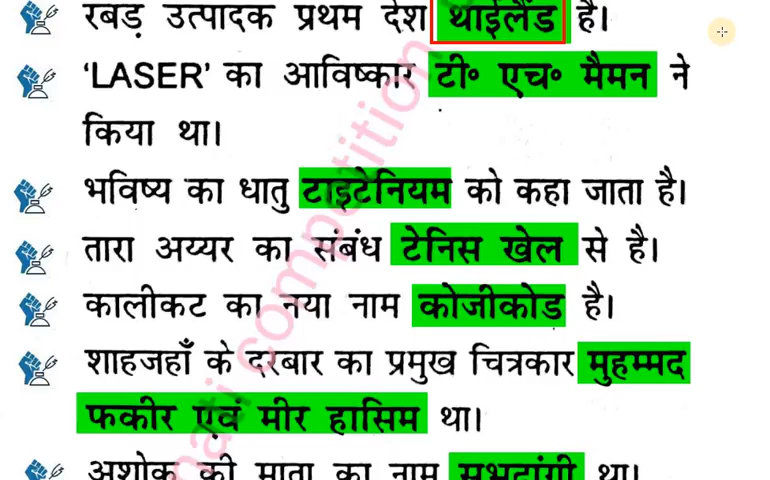 रबड़ उत्पादक प्रथम देश थाईलैंड है।
‘LASER’ का आविष्कार टी॰ एच॰ मैमन ने
किया था।
भविष्य का धातु टाइटेनियम को कहा जाता है।
तारा अय्यर का संबंध टेनिस खेल से है।
कालीकट का नया नाम कोजीकोड है।
शाहजहाँ के दरबार का प्रमुख चित्रकार मुहम्मद
फकीर एवं मीर हासिम था।
अशोक की माता का नाम सुभद्रांगी था।
competition